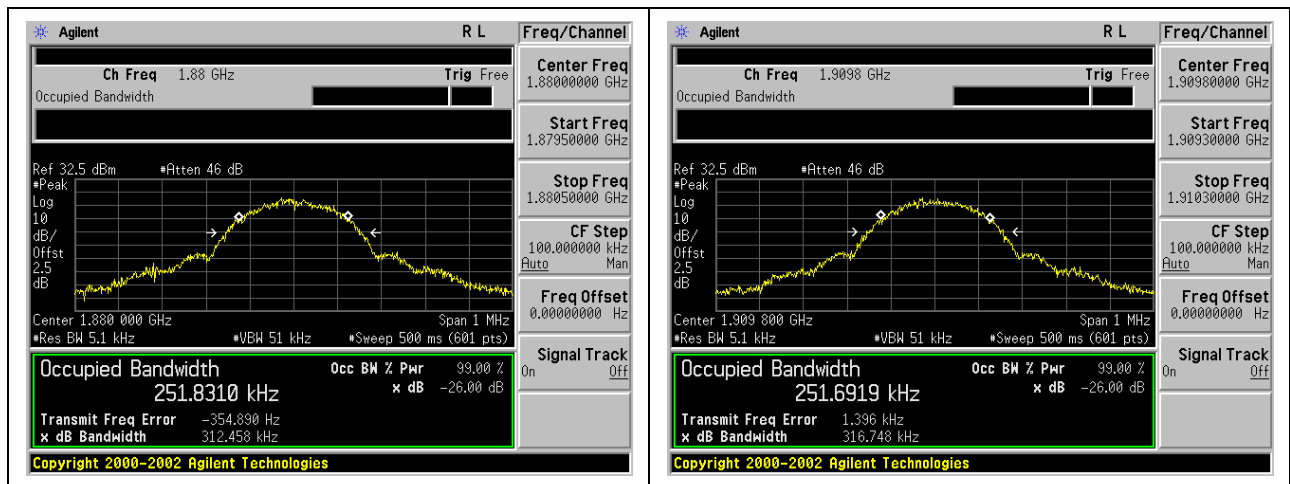 Agilent R L Freq/Channel
Ch Freq 1.88 GHz Trig Free
Occupied Bandwidth
Center Freq
1.88000000 GHz
Start Freq
1.87950000 GHz
Stop Freq
1.88050000 GHz
CF Step
100.000000 kHz
Auto Man
Freq Offset
0.00000000 Hz
Signal Track
On Off
Ref 32.5 dBm #Atten 46 dB
#Peak
Log
10
dB/
Offst
2.5
dB
Center 1.880 000 GHz Span 1 MHz
#Res BW 5.1 kHz #VBW 51 kHz #Sweep 500 ms (601 pts)
Occupied Bandwidth Occ BW % Pwr 99.00 %
251.8310 kHz x dB -26.00 dB
Transmit Freq Error -354.890 Hz
x dB Bandwidth 312.458 kHz
Copyright 2000-2002 Agilent Technologies
Agilent R L Freq/Channel
Ch Freq 1.9098 GHz Trig Free
Occupied Bandwidth
Center Freq
1.90980000 GHz
Start Freq
1.90930000 GHz
Stop Freq
1.91030000 GHz
CF Step
100.000000 kHz
Auto Man
Freq Offset
0.00000000 Hz
Signal Track
On Off
Ref 32.5 dBm #Atten 46 dB
#Peak
Log
10
dB/
Offst
2.5
dB
Center 1.909 800 GHz Span 1 MHz
#Res BW 5.1 kHz #VBW 51 kHz #Sweep 500 ms (601 pts)
Occupied Bandwidth Occ BW % Pwr 99.00 %
251.6919 kHz x dB -26.00 dB
Transmit Freq Error 1.396 kHz
x dB Bandwidth 316.748 kHz
Copyright 2000-2002 Agilent Technologies